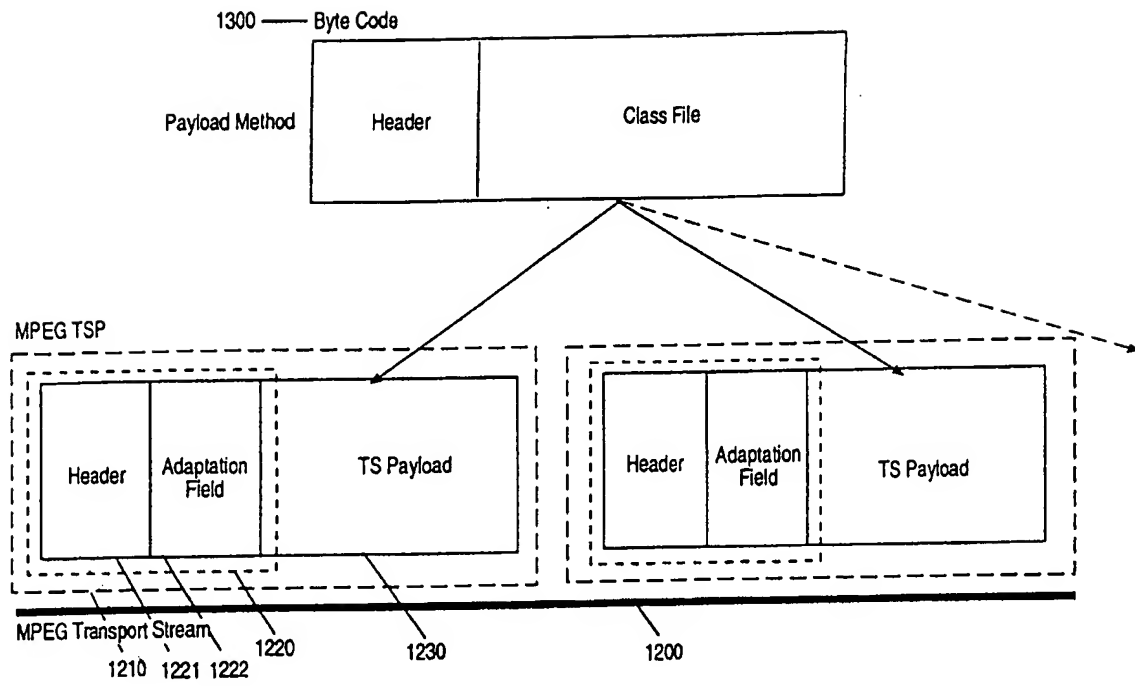 1300 Byte Code
Payload Method
Header
Class File
MPEG TSP
Header
Adaptation
Field
TS Payload
Header
Adaptation
Field
TS Payload
MPEG Transport Stream
1210
1221
1222
1220
1230
1200